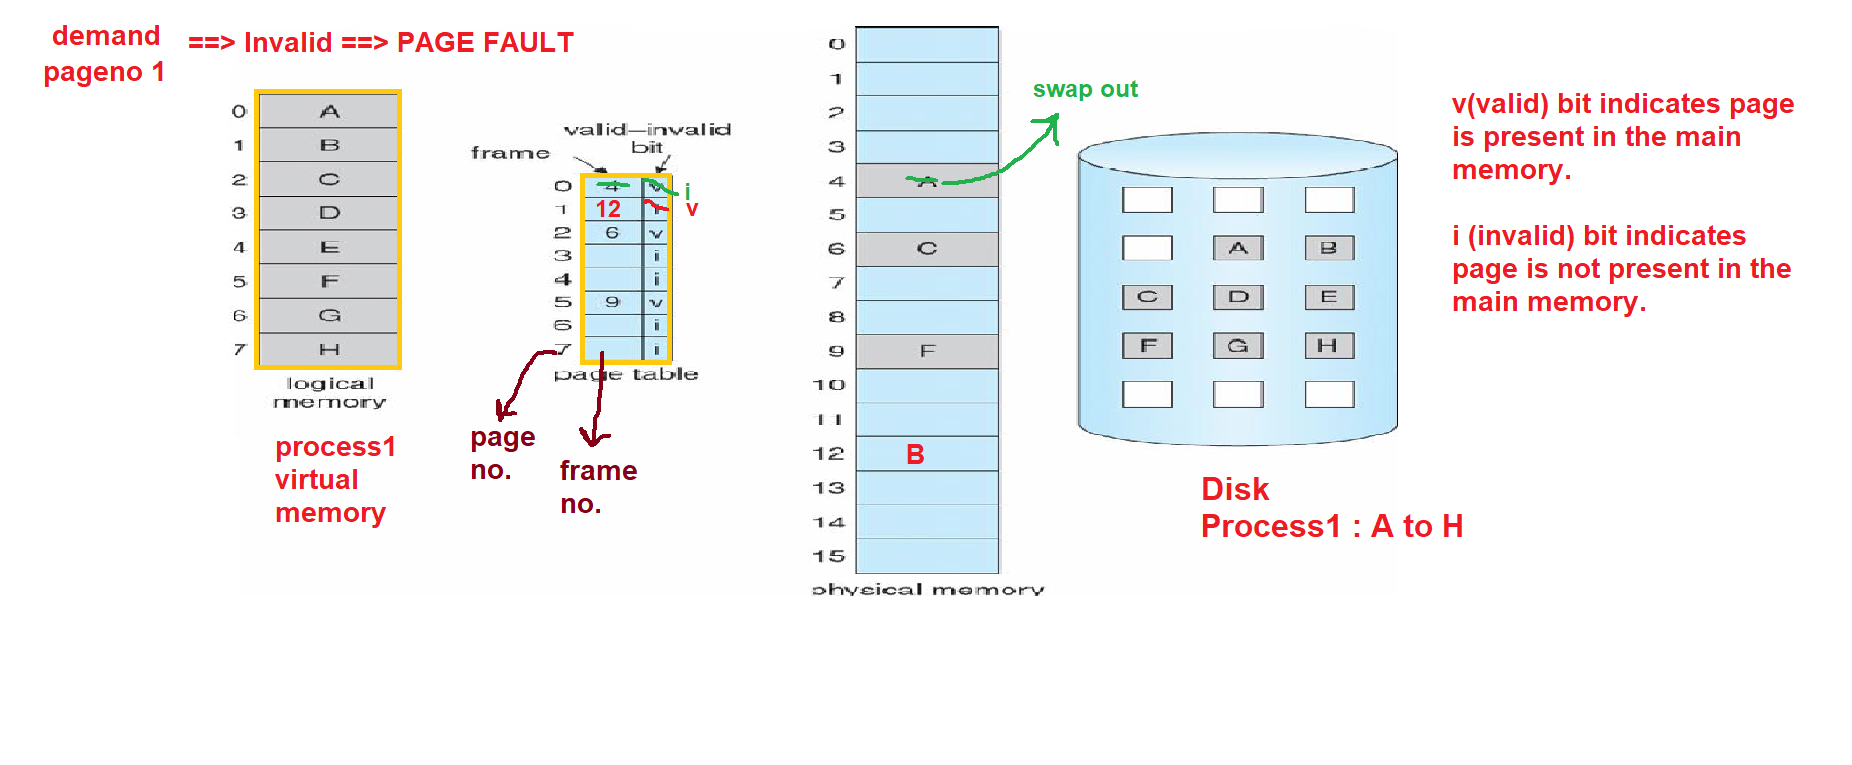 demand
pageno 1
==> Invalid ==> PAGE FAULT
0 A
1 B
2 C
3 D
4 E
5 F
6 G
7 H
logical
memory
process1
virtual
memory
valid–invalid
bit
frame
0 4 v i
1 12 i v
2 6 v
3 i
4 i
5 9 v
6 i
7 i
page table
page
no.
frame
no.
0
1
2
3
4 A
5
6 C
7
8
9 F
10
11
12 B
13
14
15
physical memory
swap out
A B
C D E
F G H
Disk
Process1 : A to H
v(valid) bit indicates page
is present in the main
memory.
i (invalid) bit indicates
page is not present in the
main memory.